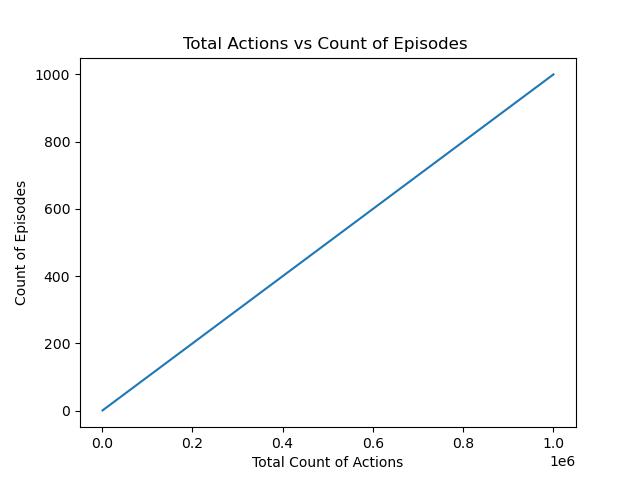 Total Actions vs Count of Episodes
1000
800
600
400
200
0
Count of Episodes
0.0 0.2 0.4 0.6 0.8 1.0
1e6
Total Count of Actions